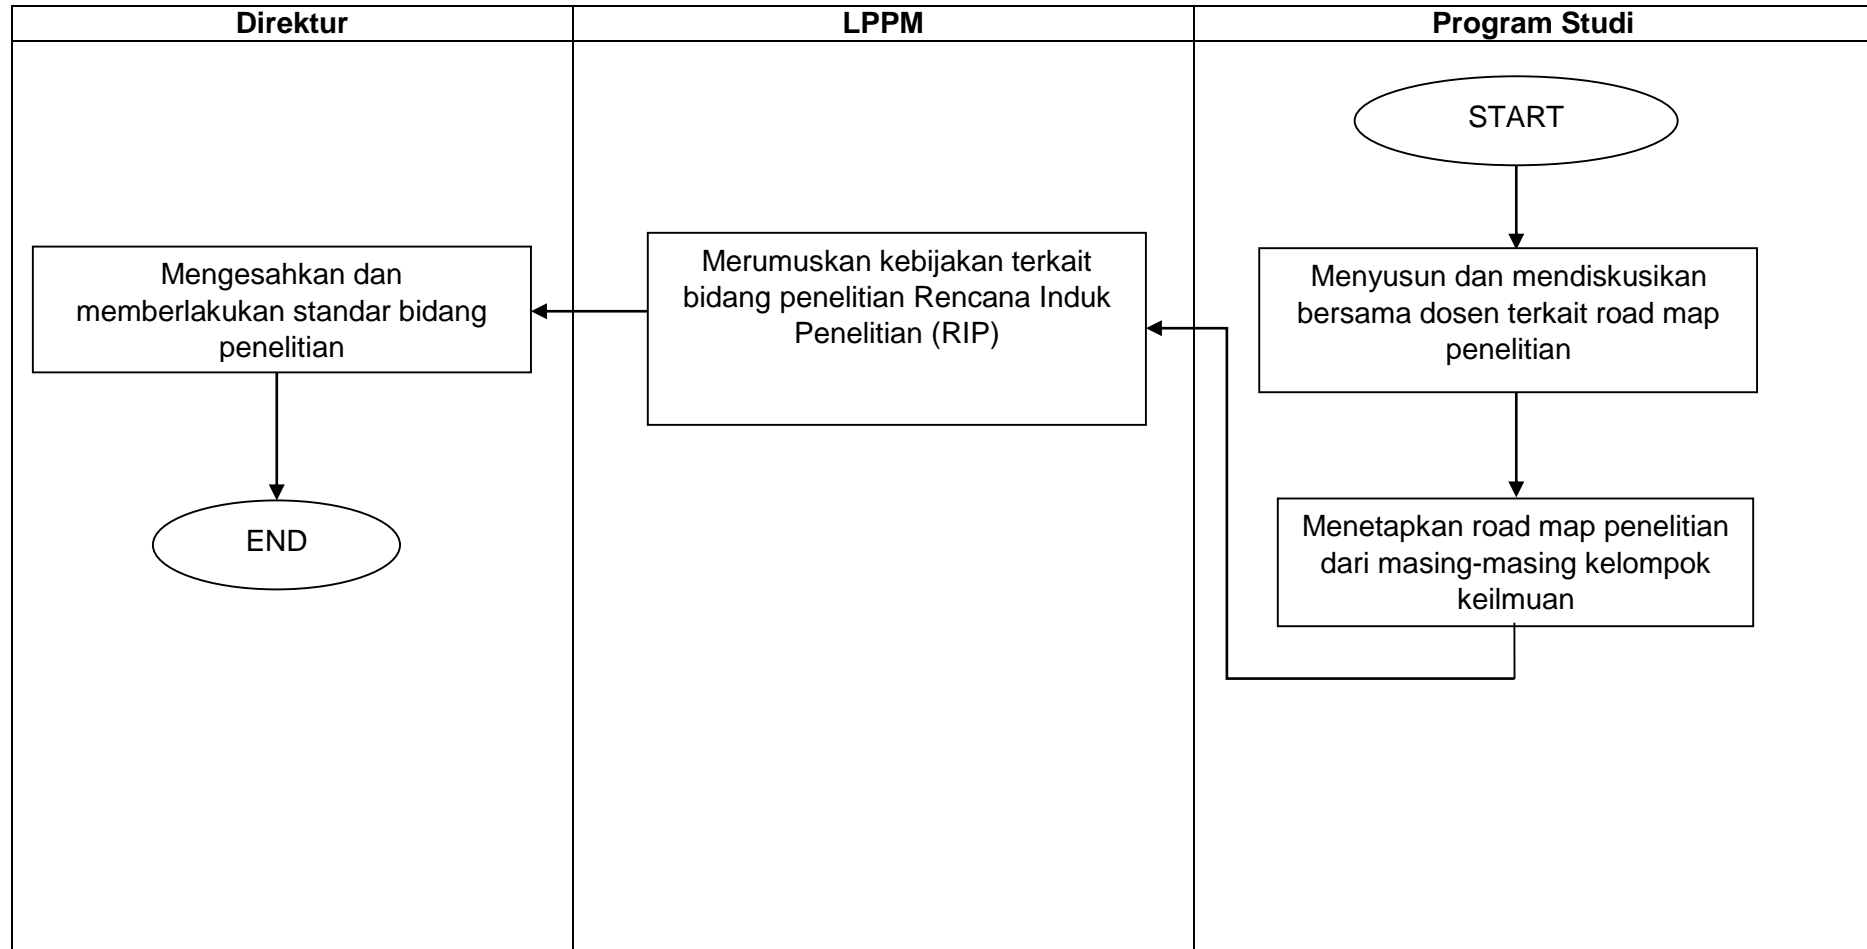 Direktur
LPPM
Program Studi
START
Menyusun dan mendiskusikan
bersama dosen terkait road map
penelitian
Menetapkan road map penelitian
dari masing-masing kelompok
keilmuan
Merumuskan kebijakan terkait
bidang penelitian Rencana Induk
Penelitian (RIP)
Mengesahkan dan
memberlakukan standar bidang
penelitian
END